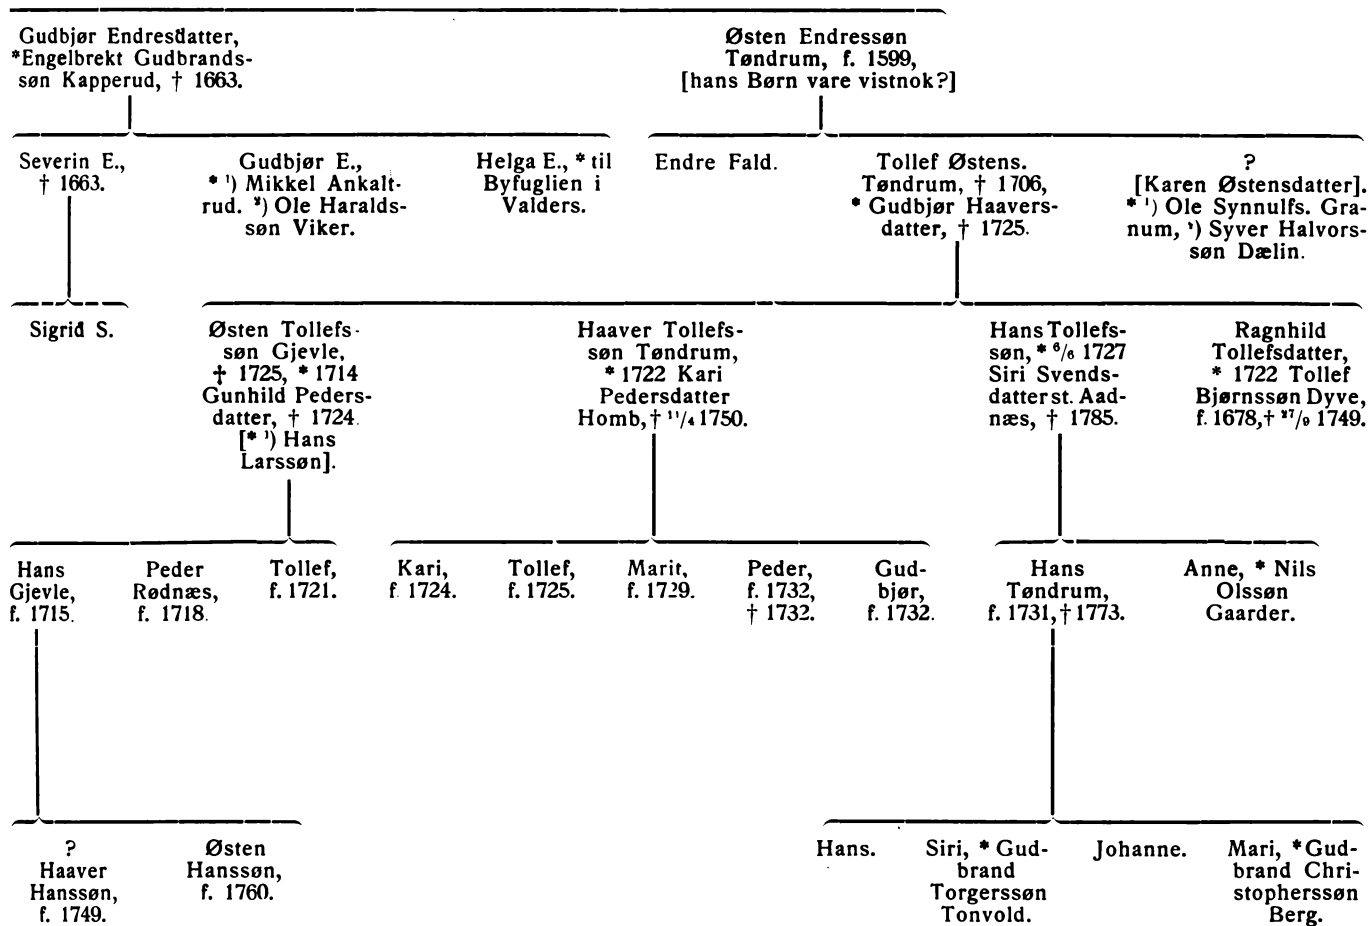 Gudbjør Endresdatter,
*Engelbrekt Gudbrands-
søn Kapperud, † 1663.
Østen Endressøn
Tøndrum, f. 1599,
[hans Børn vare vistnok?]
Severin E.,
† 1663.
Gudbjør E.,
* ¹) Mikkel Ankalt-
rud. ²) Ole Haralds-
søn Viker.
Helga E., * til
Byfuglien i
Valders.
Endre Fald.
Tollef Østens.
Tøndrum, † 1706,
* Gudbjør Haavers-
datter, † 1725.
?
[Karen Østensdatter].
* ¹) Ole Synnulfs. Gra-
num, ²) Syver Halvors-
søn Dælin.
Sigrid S.
Østen Tollefs-
søn Gjevle,
† 1725, * 1714
Gunhild Peders-
datter, † 1724.
[* ¹) Hans
Larssøn].
Haaver Tollefs-
søn Tøndrum,
* 1722 Kari
Pedersdatter
Homb, † ¹¹/₄ 1750.
Hans Tollefs-
søn, * ⁶/₆ 1727
Siri Svends-
datter st. Aad-
næs, † 1785.
Ragnhild
Tollefsdatter,
* 1722 Tollef
Bjørnssøn Dyve,
f. 1678, † ²⁷/₉ 1749.
Hans
Gjevle,
f. 1715.
Peder
Rødnæs,
f. 1718.
Tollef,
f. 1721.
Kari,
f. 1724.
Tollef,
f. 1725.
Marit,
f. 1729.
Peder,
f. 1732,
† 1732.
Gud-
bjør,
f. 1732.
Hans
Tøndrum,
f. 1731, † 1773.
Anne, * Nils
Olssøn
Gaarder.
?
Haaver
Hanssøn,
f. 1749.
Østen
Hanssøn,
f. 1760.
Hans.
Siri, * Gud-
brand
Torgerssøn
Tonvold.
Johanne.
Mari, * Gud-
brand Chri-
stopherssøn
Berg.